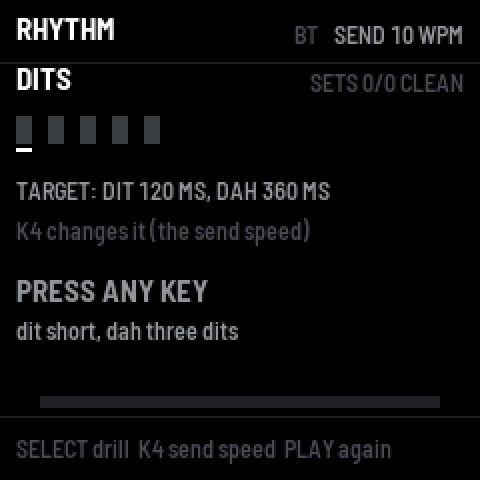 RHYTHM BT SEND 10 WPM
DITS SETS 0/0 CLEAN
TARGET: DIT 120 MS, DAH 360 MS
K4 changes it (the send speed)
PRESS ANY KEY
dit short, dah three dits
SELECT drill K4 send speed PLAY again